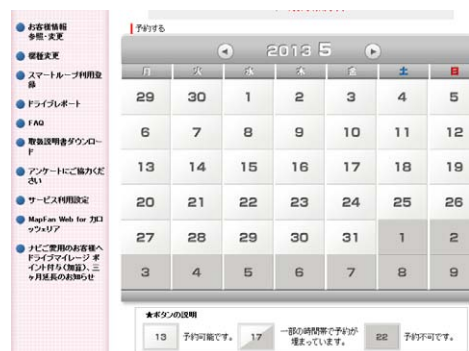 お客様情報
参照・変更
機種変更
スマートループ利用登
録
ドライブレポート
FAQ
取扱説明書ダウンロー
ド
アンケートにご協力くだ
さい
サービス利用設定
MapFan Web for カロ
ッツェリア
ナビご愛用のお客様へ
ドライブマイレージ ポ
イント付与(加算)、三
ヶ月延長のお知らせ
予約する
2013 5
月 火 水 木 金 土 日
29 30 1 2 3 4 5
6 7 8 9 10 11 12
13 14 15 16 17 18 19
20 21 22 23 24 25 26
27 28 29 30 31 1 2
3 4 5 6 7 8 9
★ボタンの説明
13 予約可能です。
17 一部の時間帯で予約が
埋まっています。
22 予約不可です。